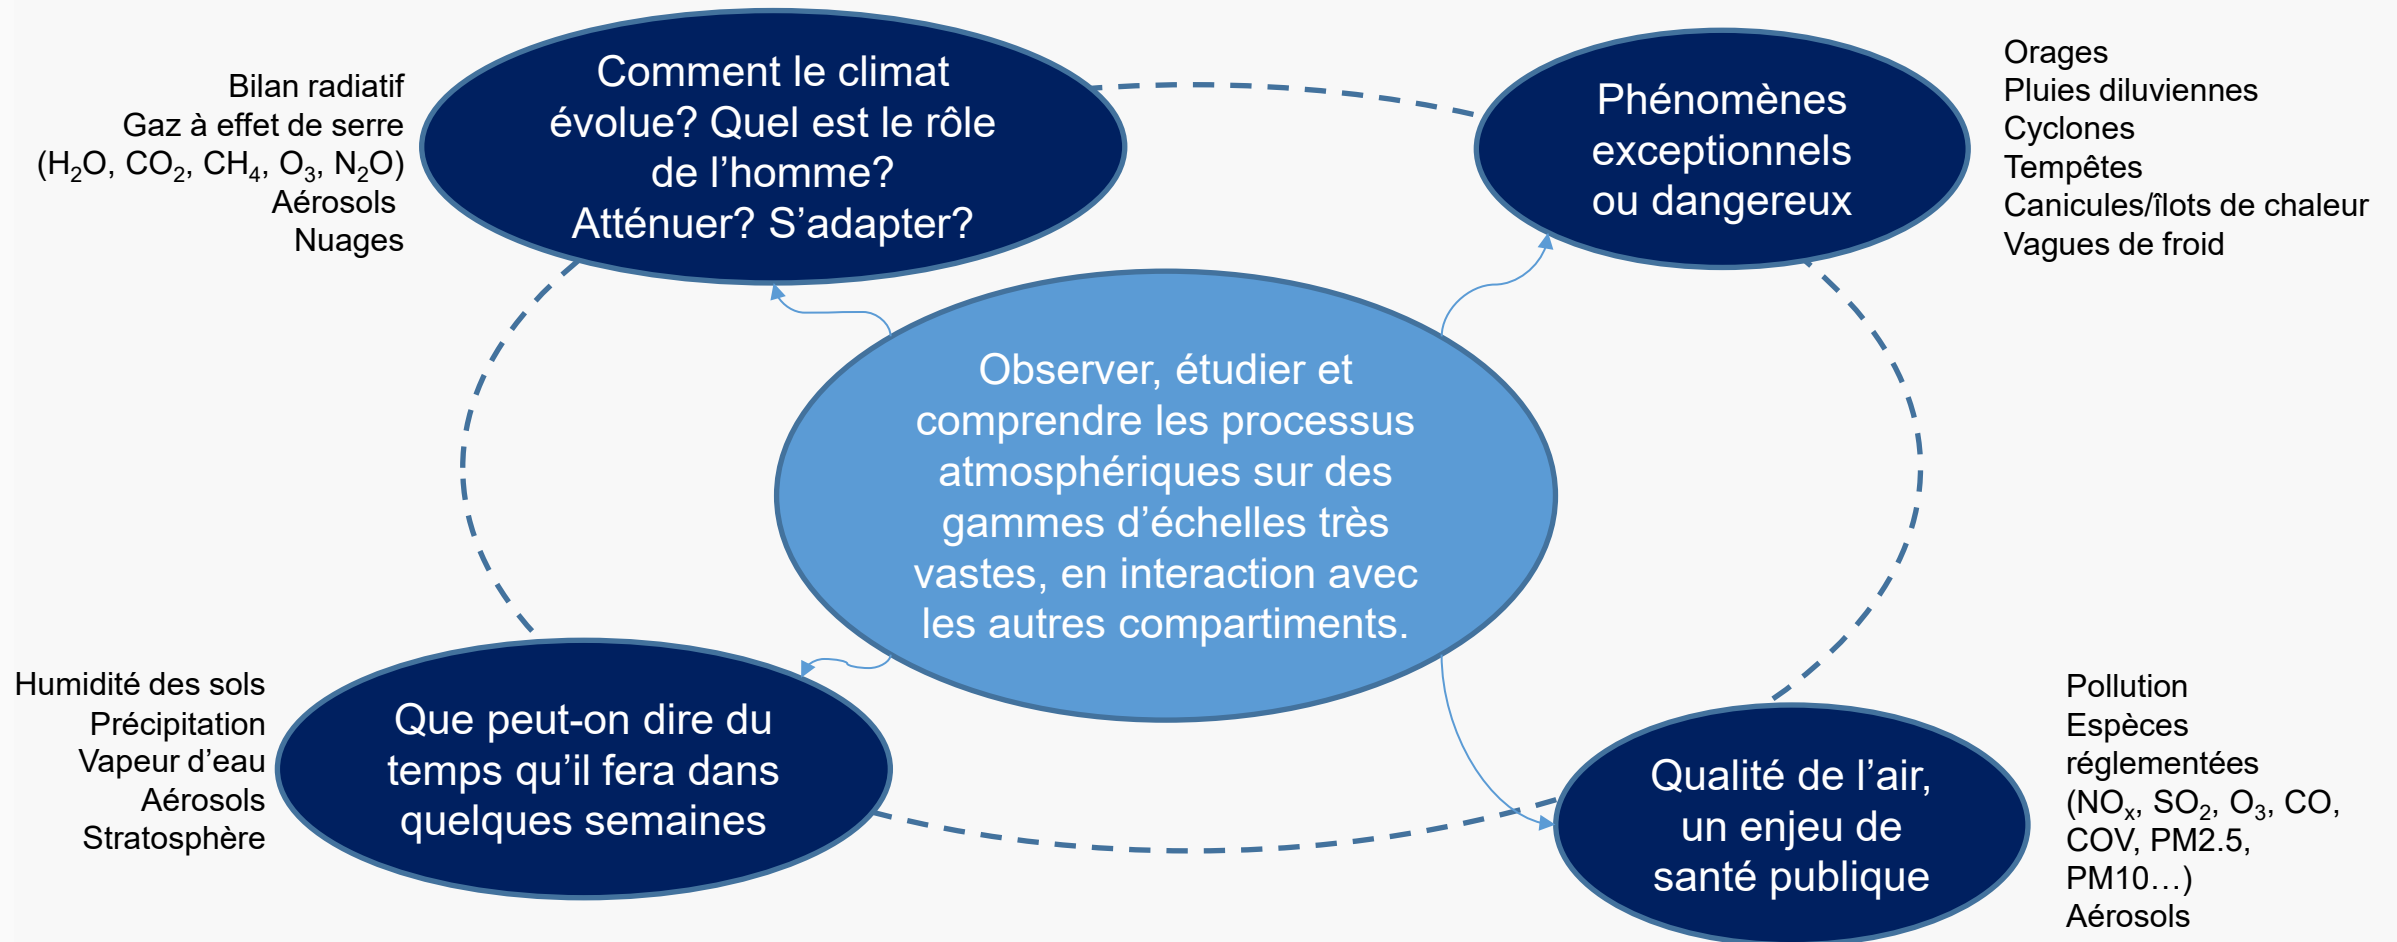 Bilan radiatif
Gaz à effet de serre
(H₂O, CO₂, CH₄, O₃, N₂O)
Aérosols
Nuages
Comment le climat
évolue? Quel est le rôle
de l’homme?
Atténuer? S’adapter?
Phénomènes
exceptionnels
ou dangereux
Orages
Pluies diluviennes
Cyclones
Tempêtes
Canicules/îlots de chaleur
Vagues de froid
Observer, étudier et
comprendre les processus
atmosphériques sur des
gammes d’échelles très
vastes, en interaction avec
les autres compartiments.
Humidité des sols
Précipitation
Vapeur d’eau
Aérosols
Stratosphère
Que peut-on dire du
temps qu’il fera dans
quelques semaines
Qualité de l’air,
un enjeu de
santé publique
Pollution
Espèces
réglementées
(NOₓ, SO₂, O₃, CO,
COV, PM2.5,
PM10…)
Aérosols